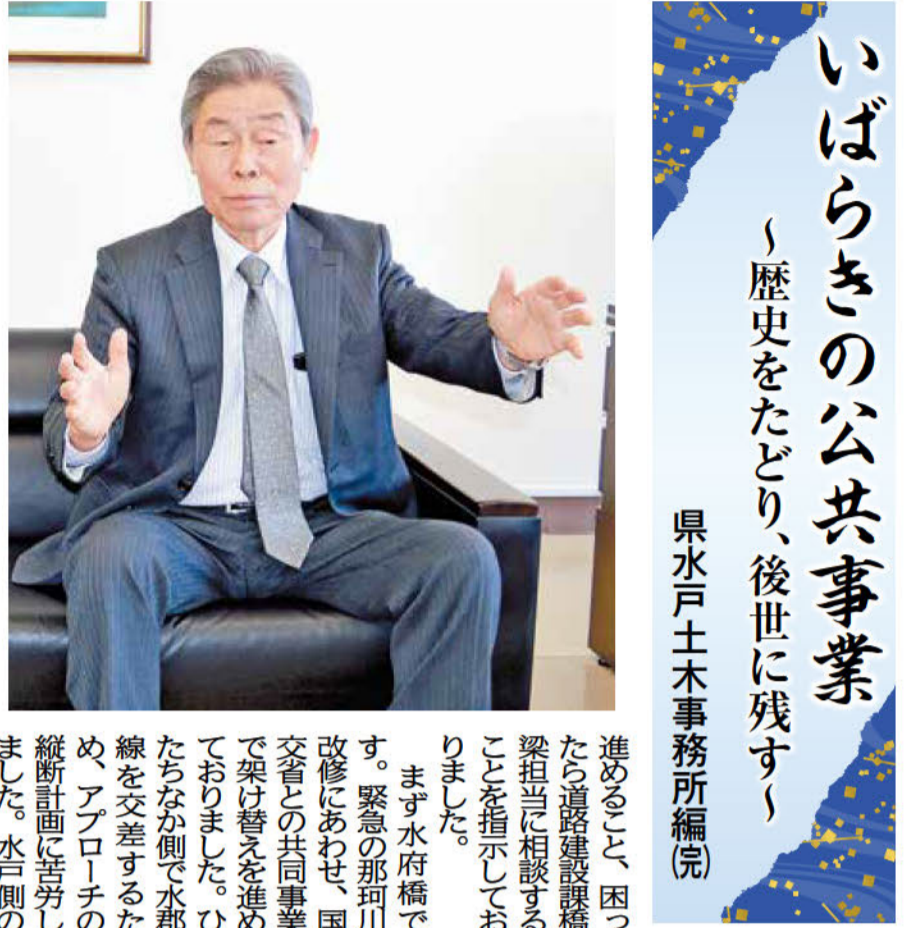 いばらきの公共事業
～歴史をたどり、後世に残す～
県水戸土木事務所編㈮
進めること、困っ
たら道路建設課橋
梁担当に相談する
ことを指示してお
りました。
まず水府橋で
す。緊急の那珂川
改修にあわせ、国
交省との共同事業
で架け替えを進め
ておりました。ひ
たちなか側で水郡
線を交差するた
め、アプローチの
縦断計画に苦労し
ました。水戸側の